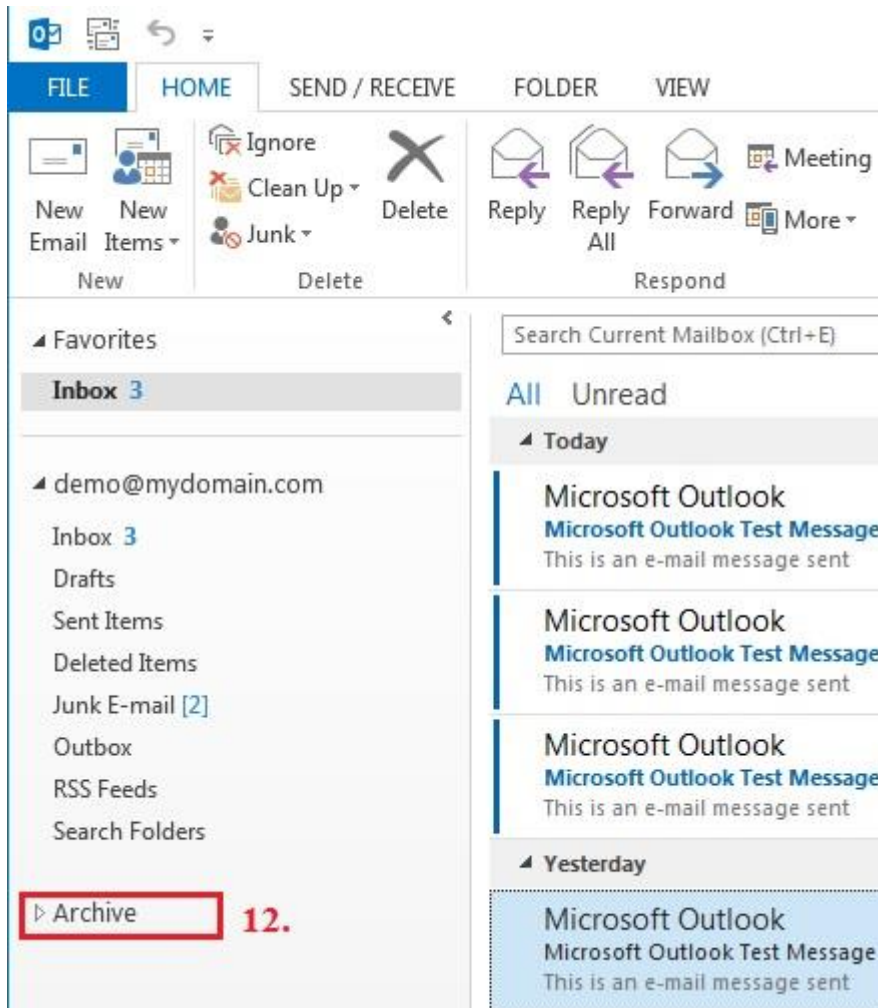 FILE HOME SEND / RECEIVE FOLDER VIEW
New Email
New Items
Ignore
Clean Up
Junk
Delete
Reply
Reply All
Forward
Meeting
More
New Delete Respond
Favorites
Inbox 3
demo@mydomain.com
Inbox 3
Drafts
Sent Items
Deleted Items
Junk E-mail [2]
Outbox
RSS Feeds
Search Folders
Archive 12.
Search Current Mailbox (Ctrl+E)
All Unread
Today
Microsoft Outlook
Microsoft Outlook Test Message
This is an e-mail message sent
Microsoft Outlook
Microsoft Outlook Test Message
This is an e-mail message sent
Microsoft Outlook
Microsoft Outlook Test Message
This is an e-mail message sent
Yesterday
Microsoft Outlook
Microsoft Outlook Test Message
This is an e-mail message sent